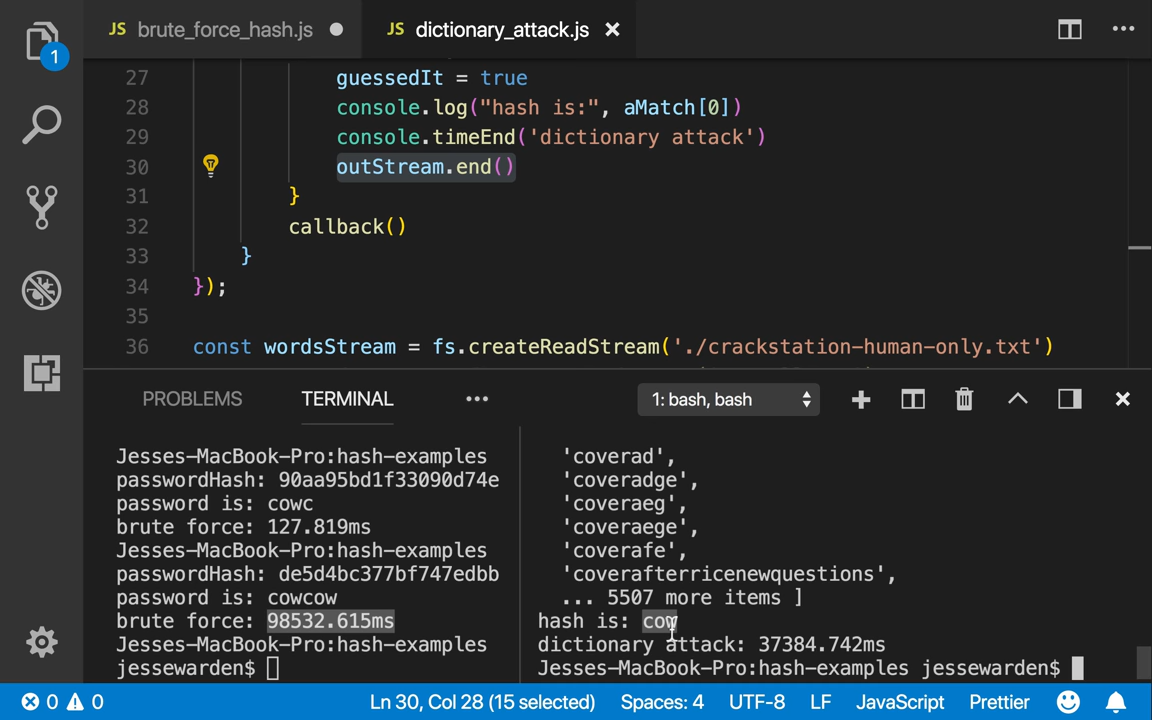 JS brute_force_hash.js
JS dictionary_attack.js
1
27 guessedIt = true
28 console.log("hash is:", aMatch[0])
29 console.timeEnd('dictionary attack')
30 outStream.end()
31 }
32 callback()
33 }
34 });
35
36 const wordsStream = fs.createReadStream('./crackstation-human-only.txt')
PROBLEMS TERMINAL 1: bash, bash
Jesses-MacBook-Pro:hash-examples
passwordHash: 90aa95bd1f33090d74e
password is: cowc
brute force: 127.819ms
Jesses-MacBook-Pro:hash-examples
passwordHash: de5d4bc377bf747edbb
password is: cowcow
brute force: 98532.615ms
Jesses-MacBook-Pro:hash-examples
jessewarden$
'coverad',
'coveradge',
'coveraeg',
'coveraege',
'coverafe',
'coverafterricenewquestions',
... 5507 more items ]
hash is: cow
dictionary attack: 37384.742ms
Jesses-MacBook-Pro:hash-examples jessewarden$
0 0 Ln 30, Col 28 (15 selected) Spaces: 4 UTF-8 LF JavaScript Prettier